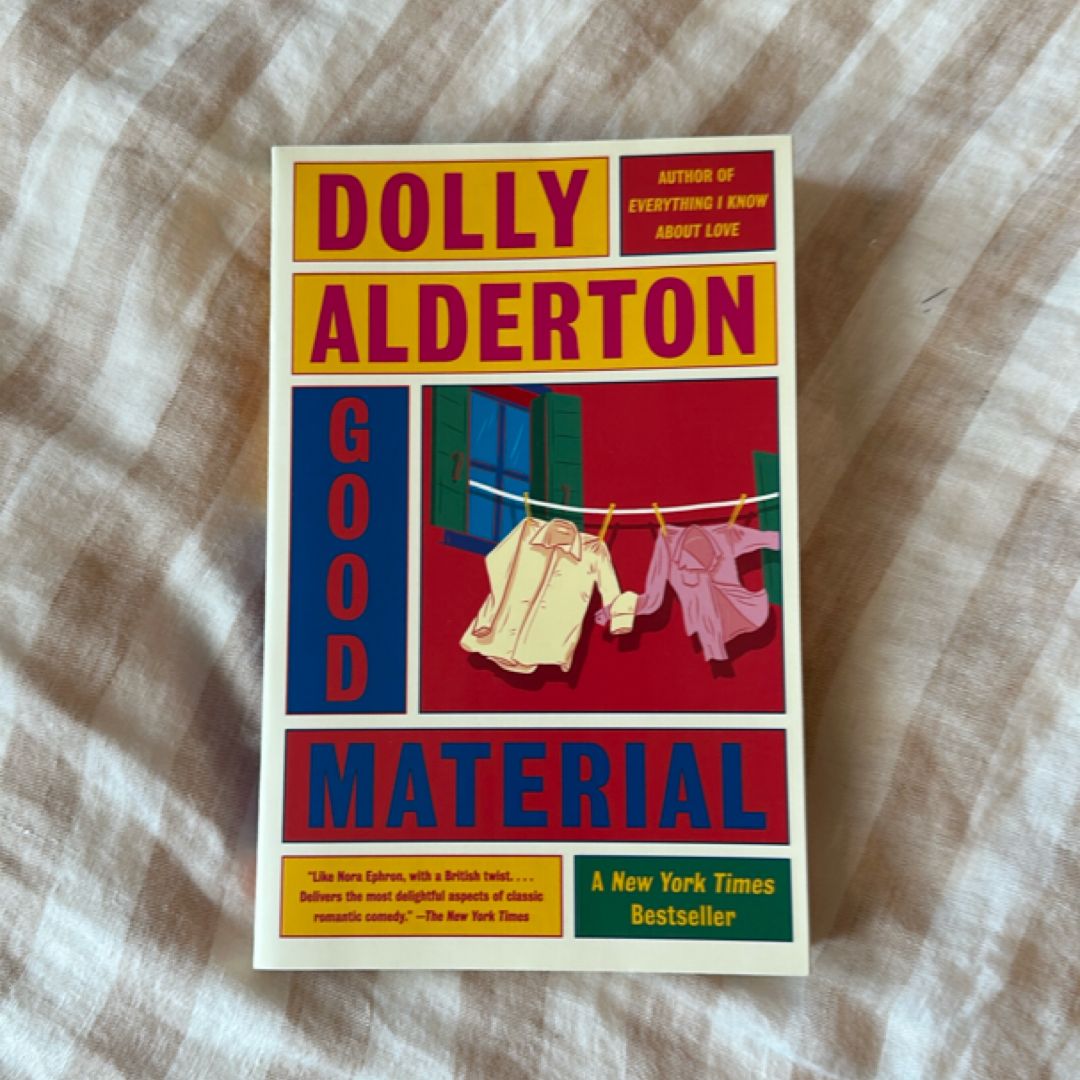 DOLLY
AUTHOR OF
EVERYTHING I KNOW
ABOUT LOVE
ALDERTON
GOOD
MATERIAL
"Like Nora Ephron, with a British twist. . . .
Delivers the most delightful aspects of classic
romantic comedy." —The New York Times
A New York Times
Bestseller